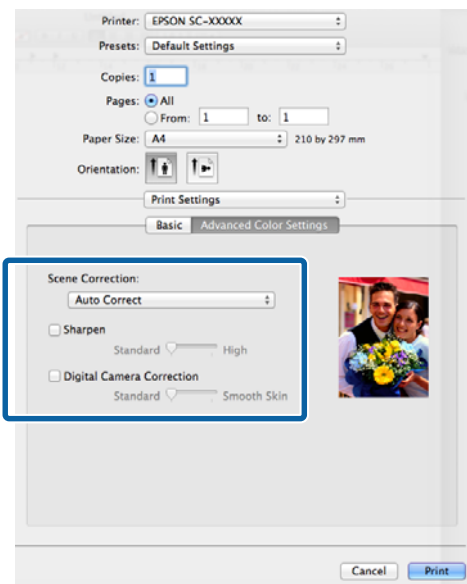 Printer: EPSON SC-XXXXX
Presets: Default Settings
Copies: 1
Pages: All
From: 1 to: 1
Paper Size: A4 210 by 297 mm
Orientation:
Print Settings
Basic Advanced Color Settings
Scene Correction:
Auto Correct
Sharpen
Standard High
Digital Camera Correction
Standard Smooth Skin
Cancel Print